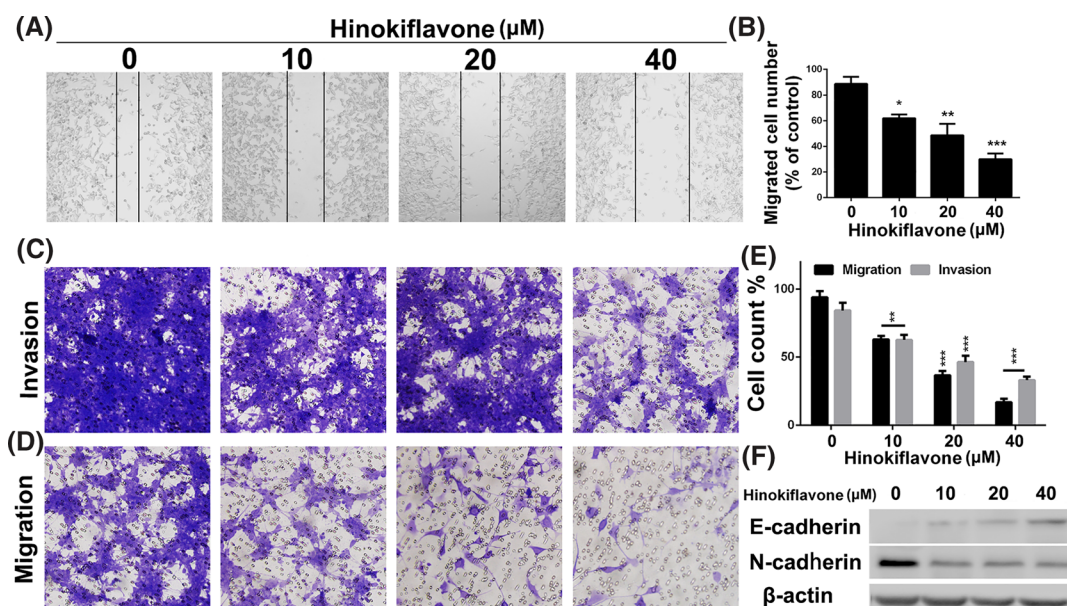 (A)
Hinokiflavone (μM)
0 10 20 40
(B)
Migrated cell number
(% of control)
100
80
60
40
20
0
*
**
***
0 10 20 40
Hinokiflavone (μM)
(C)
Invasion
(D)
Migration
(E)
Migration Invasion
Cell count %
100
50
0
**
***
***
***
0 10 20 40
Hinokiflavone (μM)
(F)
Hinokiflavone (μM) 0 10 20 40
E-cadherin
N-cadherin
β-actin